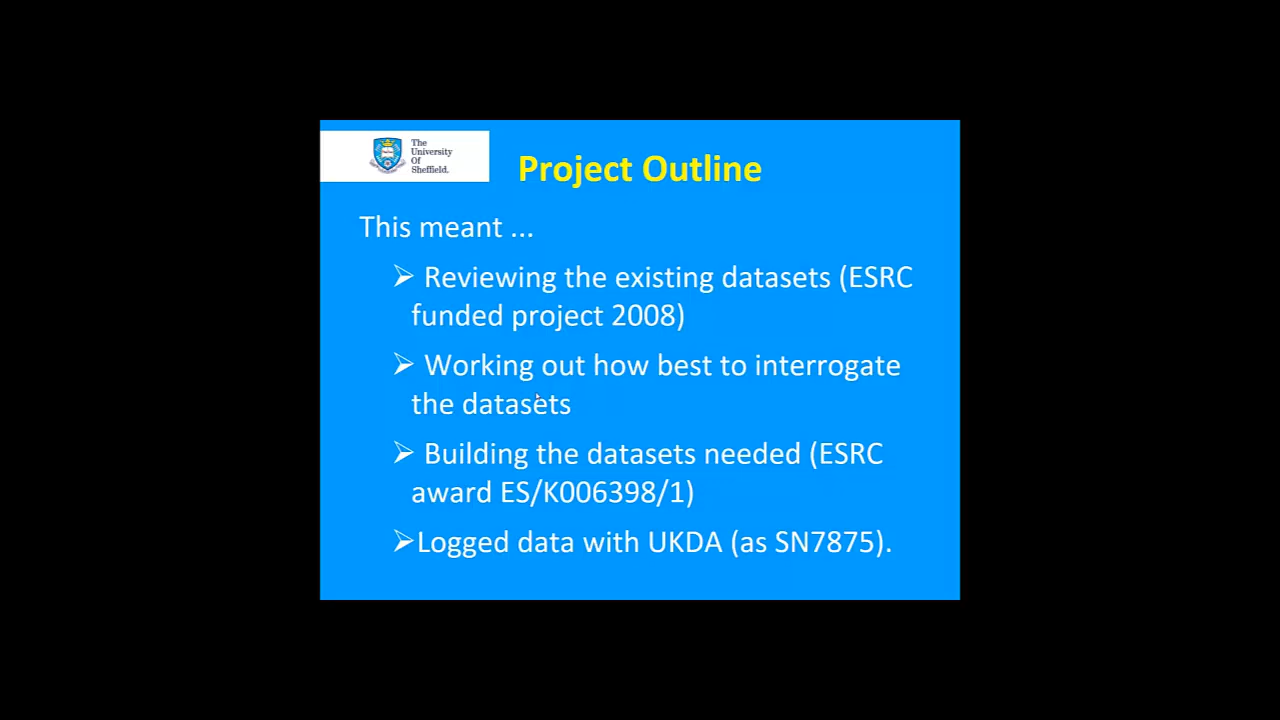 The
University
Of
Sheffield.
Project Outline
This meant ...
➢ Reviewing the existing datasets (ESRC
funded project 2008)
➢ Working out how best to interrogate
the datasets
➢ Building the datasets needed (ESRC
award ES/K006398/1)
➢Logged data with UKDA (as SN7875).